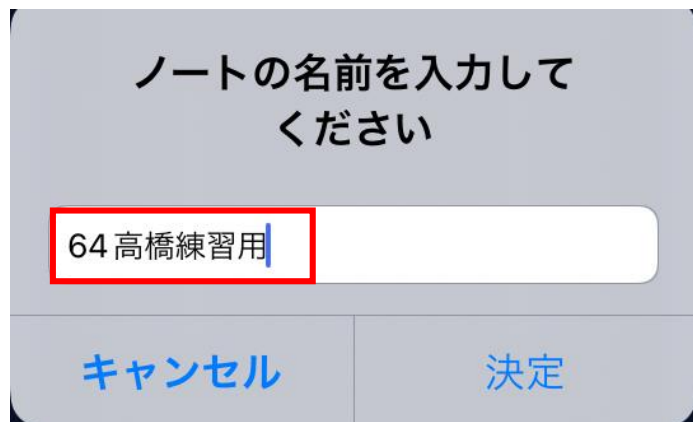 ノートの名前を入力して
ください
64高橋練習用
キャンセル
決定